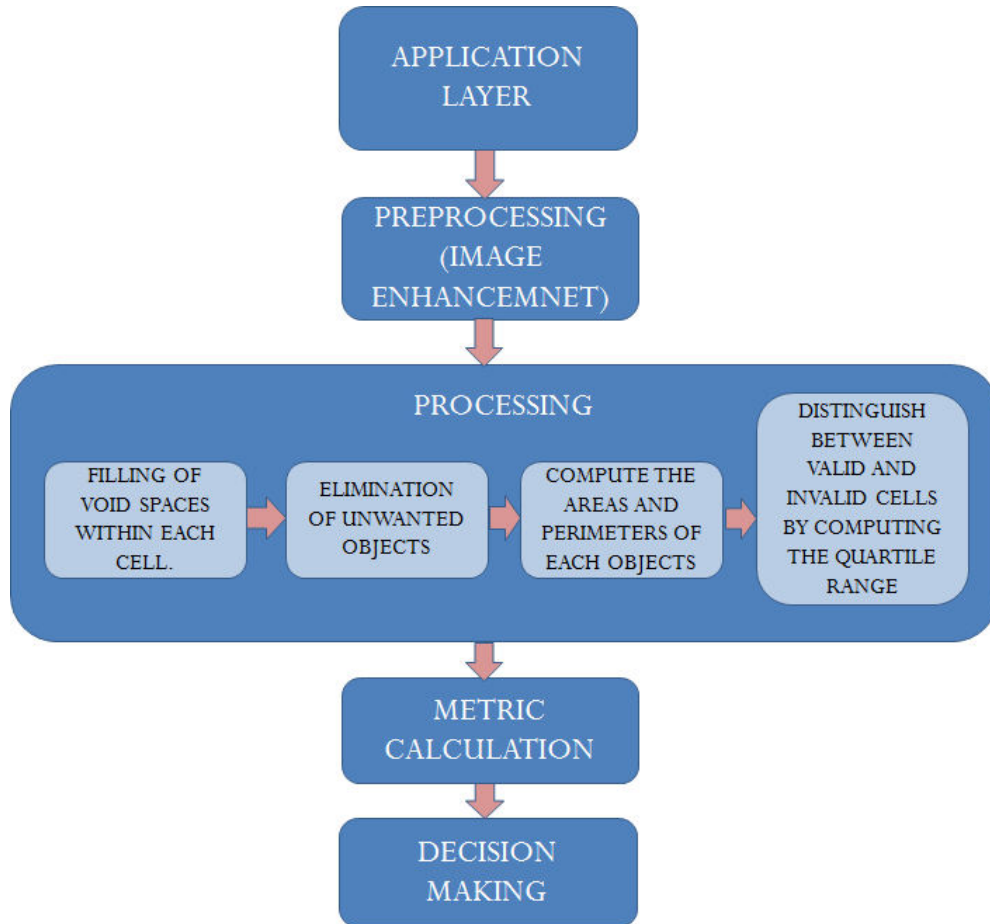 APPLICATION
LAYER
PREPROCESSING
(IMAGE
ENHANCEMNET)
PROCESSING
FILLING OF
VOID SPACES
WITHIN EACH
CELL.
ELIMINATION
OF UNWANTED
OBJECTS
COMPUTE THE
AREAS AND
PERIMETERS OF
EACH OBJECTS
DISTINGUISH
BETWEEN
VALID AND
INVALID CELLS
BY COMPUTING
THE QUARTILE
RANGE
METRIC
CALCULATION
DECISION
MAKING